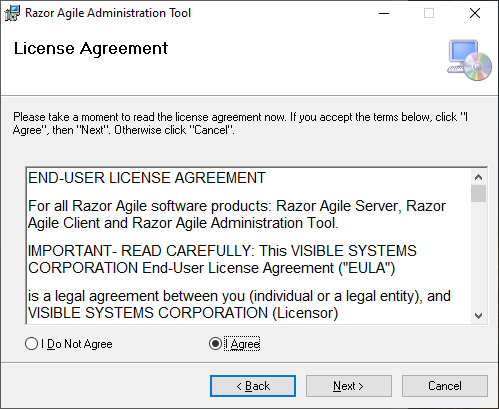 Razor Agile Administration Tool
License Agreement
Please take a moment to read the license agreement now. If you accept the terms below, click "I
Agree", then "Next". Otherwise click "Cancel".
END-USER LICENSE AGREEMENT
For all Razor Agile software products: Razor Agile Server, Razor
Agile Client and Razor Agile Administration Tool.
IMPORTANT- READ CAREFULLY: This VISIBLE SYSTEMS
CORPORATION End-User License Agreement ("EULA")
is a legal agreement between you (individual or a legal entity), and
VISIBLE SYSTEMS CORPORATION (Licensor)
I Do Not Agree
I Agree
< Back
Next >
Cancel